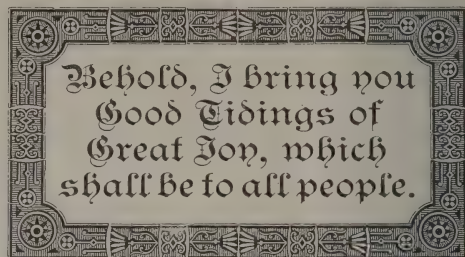 Behold, I bring you
Good Tidings of
Great Joy, which
shall be to all people.